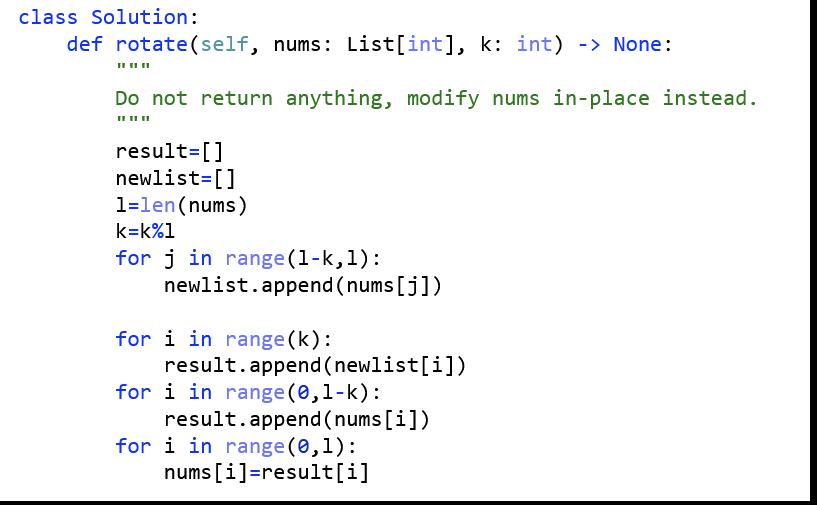 class Solution:
    def rotate(self, nums: List[int], k: int) -> None:
        """
        Do not return anything, modify nums in-place instead.
        """
        result=[]
        newlist=[]
        l=len(nums)
        k=k%l
        for j in range(l-k,l):
            newlist.append(nums[j])

        for i in range(k):
            result.append(newlist[i])
        for i in range(0,l-k):
            result.append(nums[i])
        for i in range(0,l):
            nums[i]=result[i]